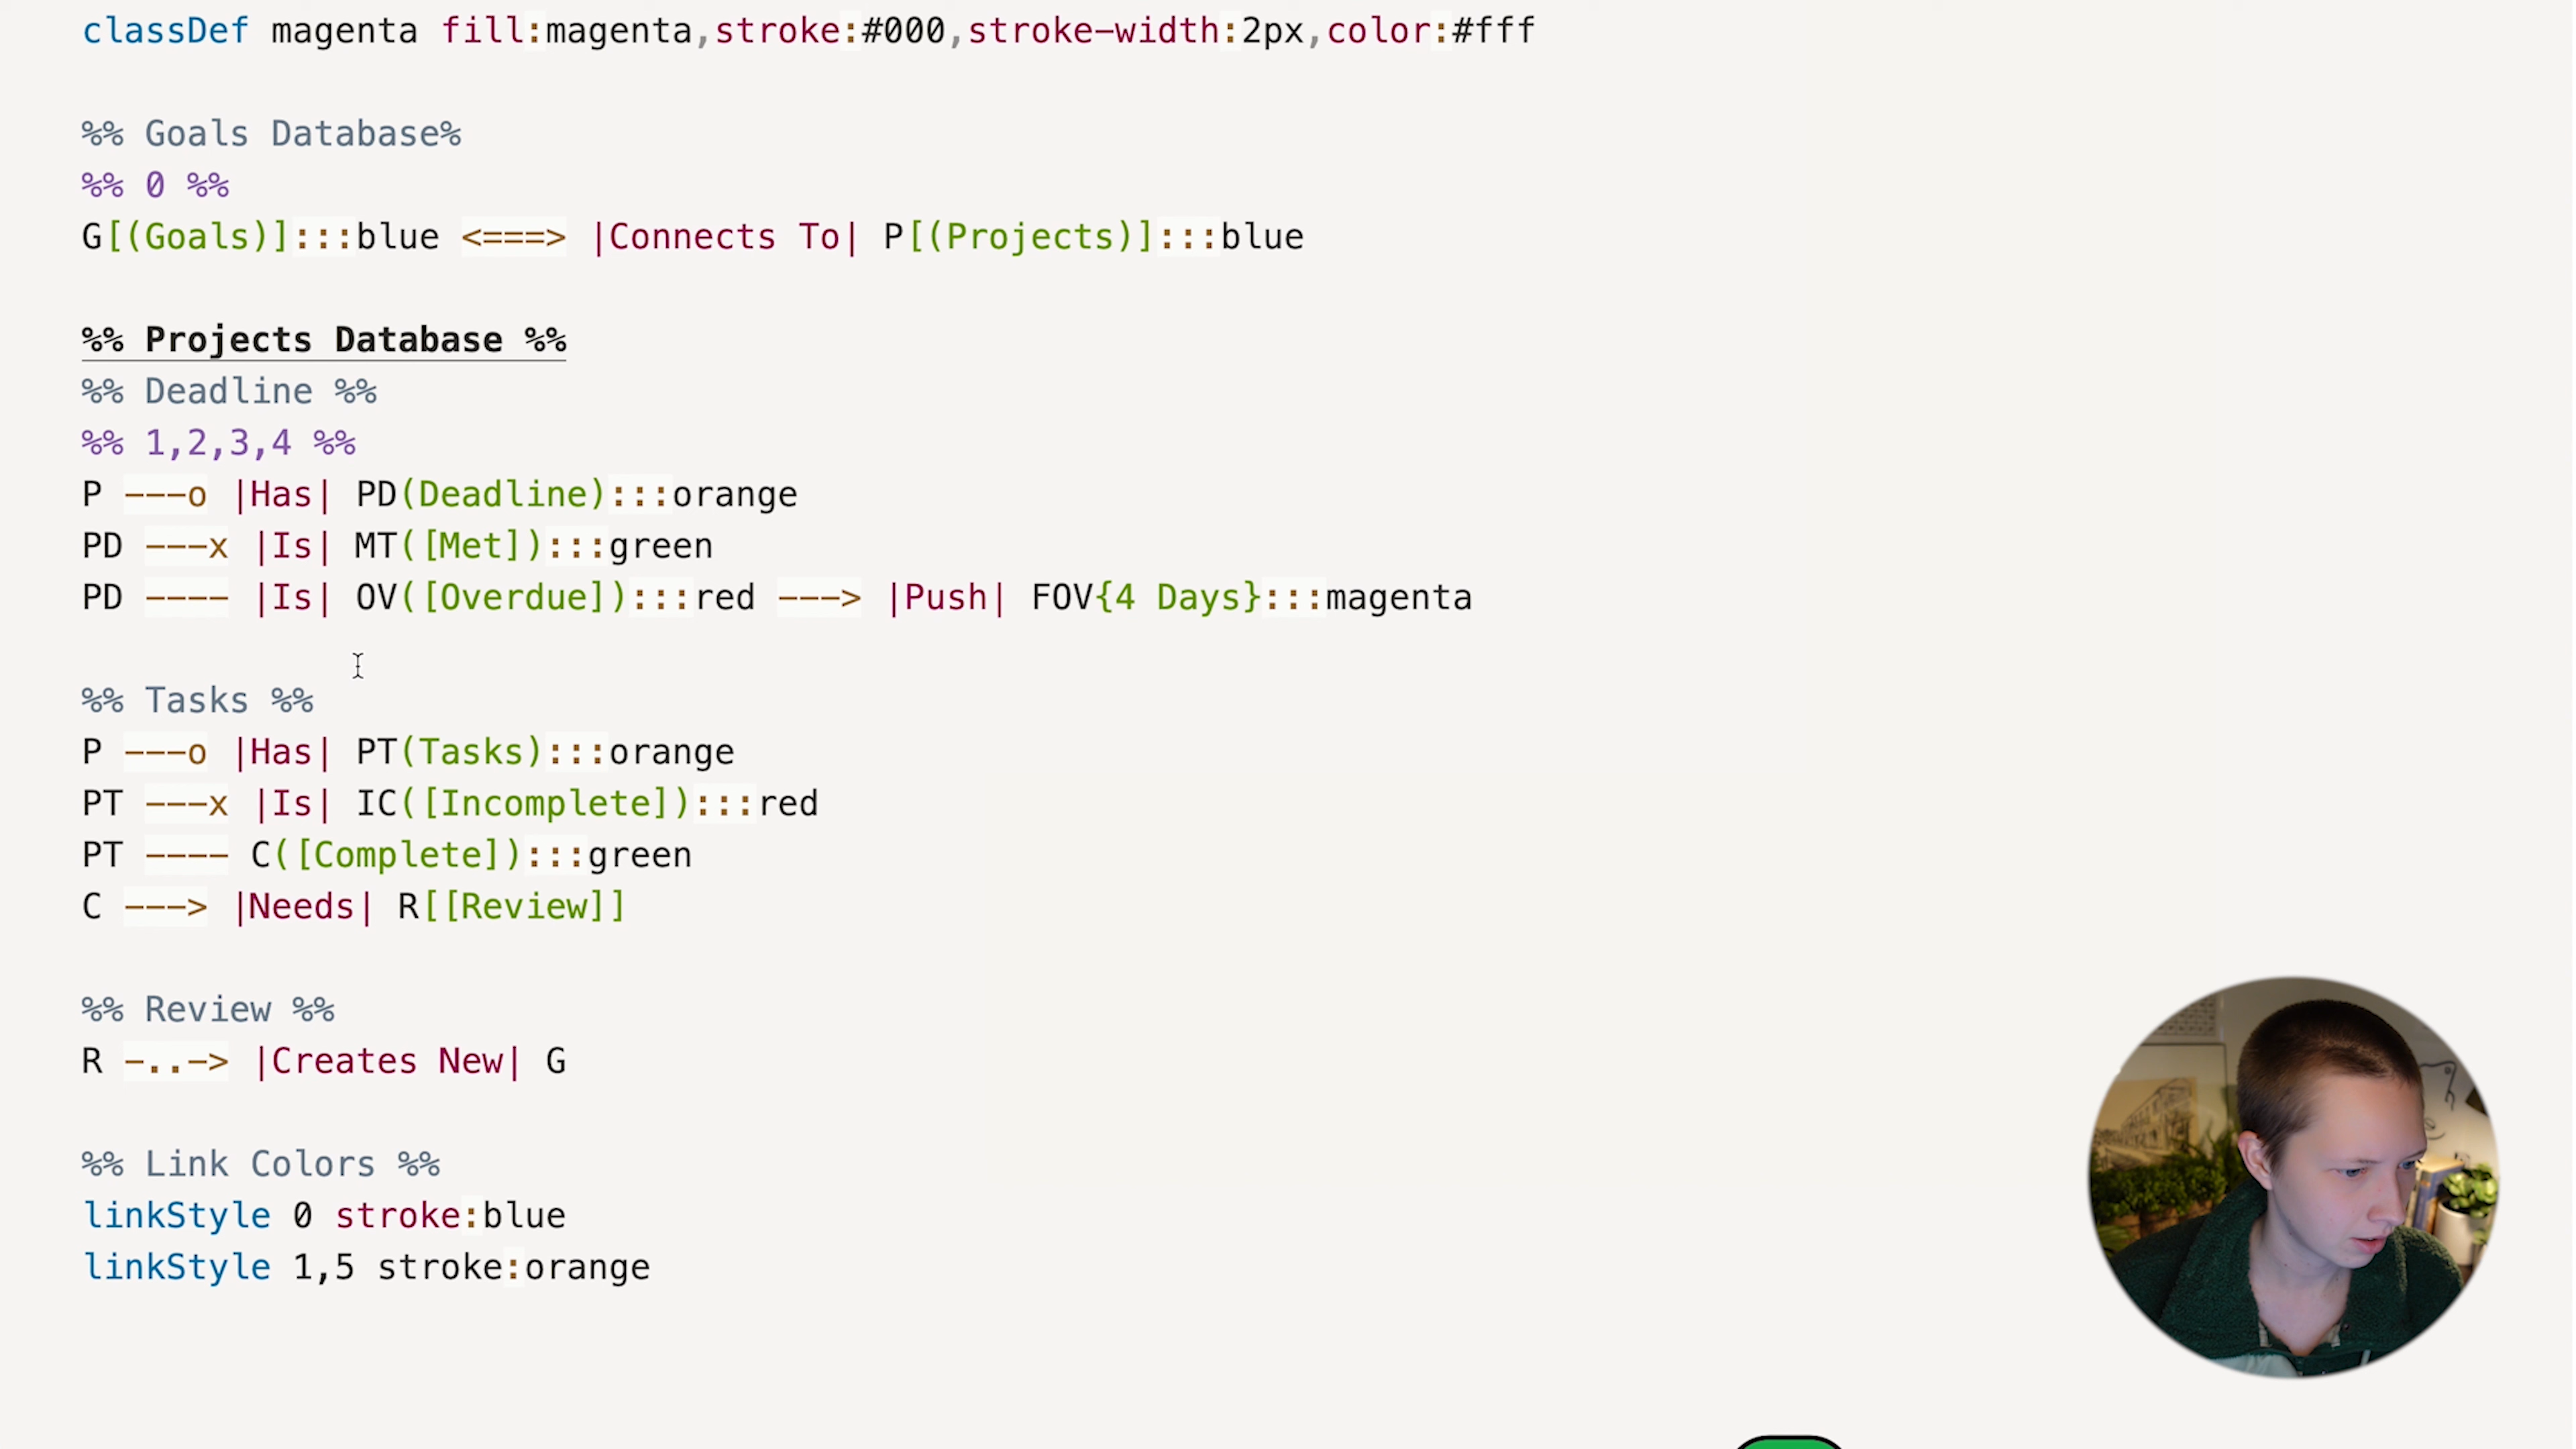 classDef magenta fill:magenta,stroke:#000,stroke-width:2px,color:#fff
%% Goals Database%
%% 0 %%
G[(Goals)]:::blue <===> |Connects To| P[(Projects)]:::blue
%% Projects Database %%
%% Deadline %%
%% 1,2,3,4 %%
P ---o |Has| PD(Deadline):::orange
PD ---x |Is| MT([Met]):::green
PD ---- |Is| OV([Overdue]):::red ---> |Push| FOV{4 Days}:::magenta
%% Tasks %%
P ---o |Has| PT(Tasks):::orange
PT ---x |Is| IC([Incomplete]):::red
PT ---- C([Complete]):::green
C ---> |Needs| R[[Review]]
%% Review %%
R -..-> |Creates New| G
%% Link Colors %%
linkStyle 0 stroke:blue
linkStyle 1,5 stroke:orange